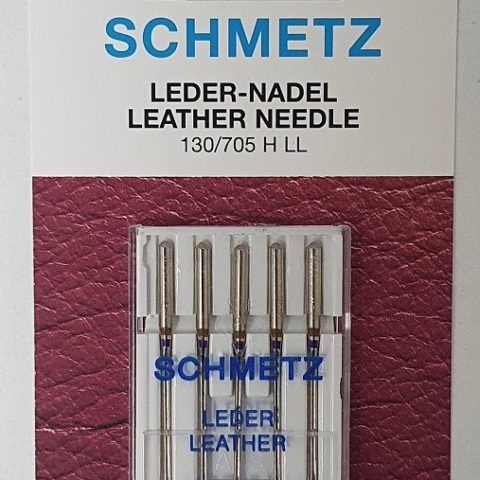 SCHMETZ
LEDER-NADEL
LEATHER NEEDLE
130/705 H LL
SCHMETZ
LEDER
LEATHER